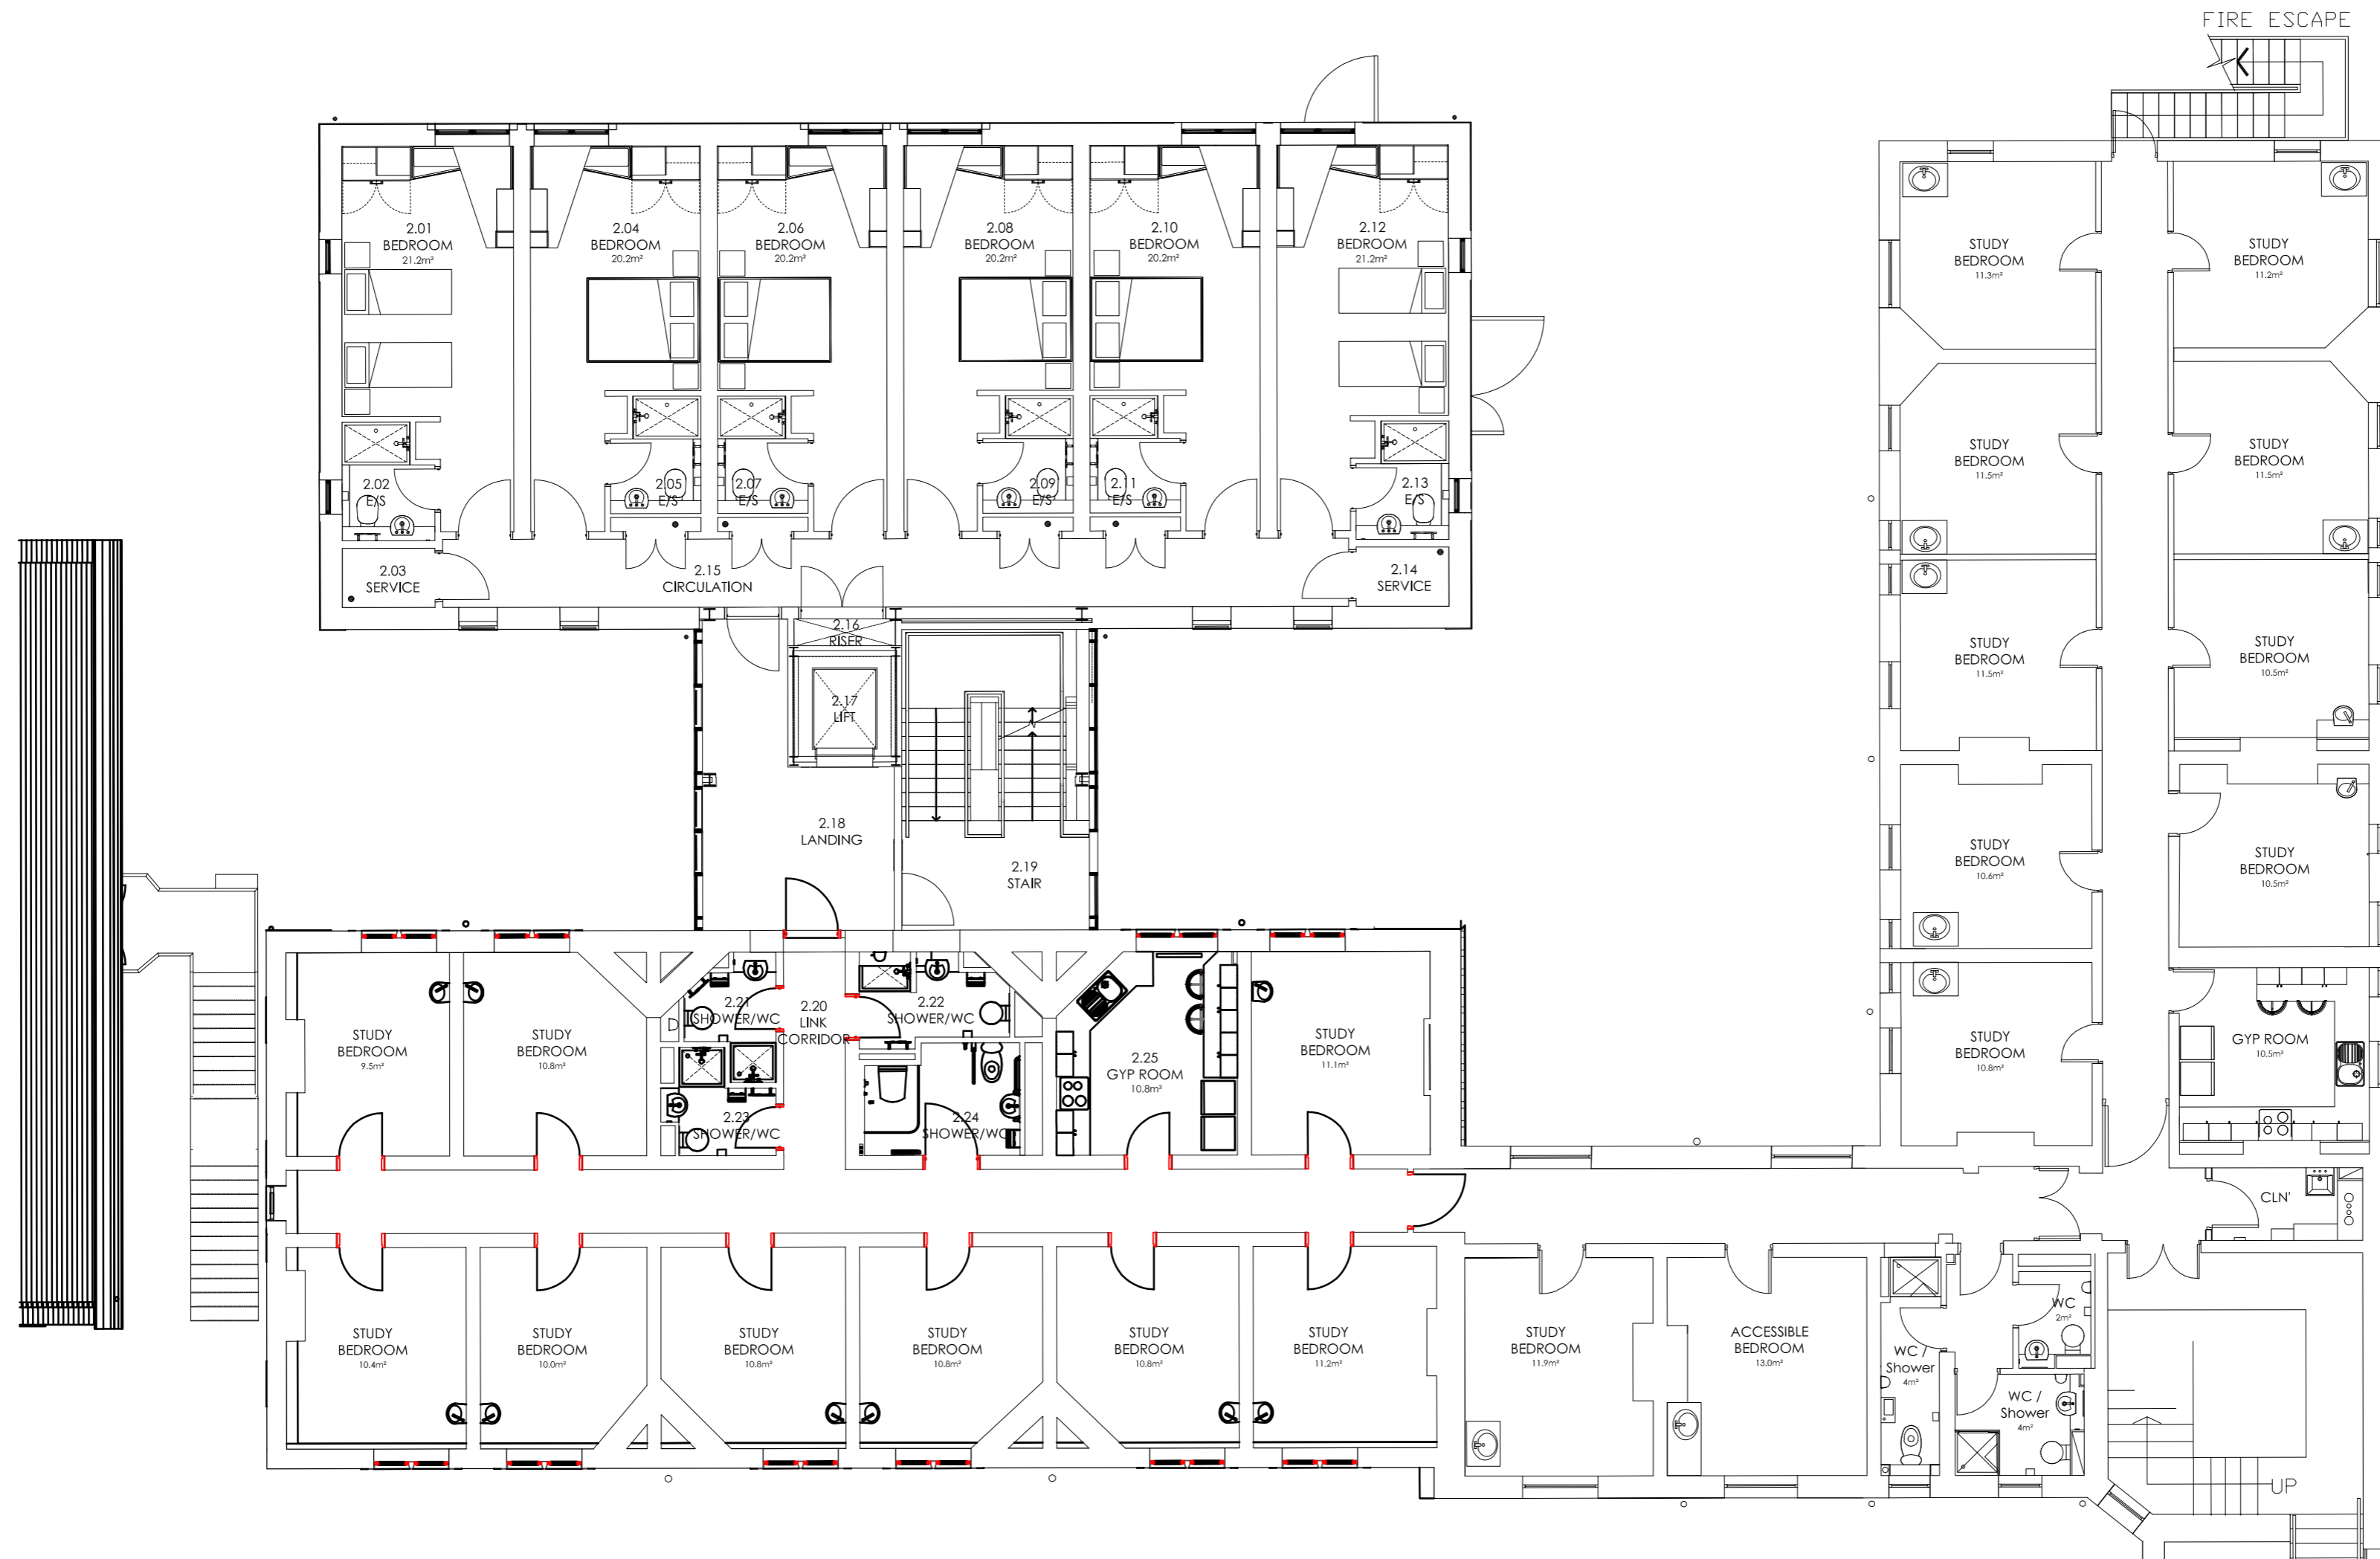 FIRE ESCAPE
2.01
BEDROOM
21.2m²
2.04
BEDROOM
20.2m²
2.06
BEDROOM
20.2m²
2.08
BEDROOM
20.2m²
2.10
BEDROOM
20.2m²
2.12
BEDROOM
21.2m²
2.02
E/S
2.05
E/S
2.07
E/S
2.09
E/S
2.11
E/S
2.13
E/S
2.03
SERVICE
2.15
CIRCULATION
2.14
SERVICE
2.16
RISER
2.17
LIFT
2.18
LANDING
2.19
STAIR
STUDY
BEDROOM
11.3m²
STUDY
BEDROOM
11.2m²
STUDY
BEDROOM
11.5m²
STUDY
BEDROOM
11.5m²
STUDY
BEDROOM
11.5m²
STUDY
BEDROOM
10.5m²
STUDY
BEDROOM
10.6m²
STUDY
BEDROOM
10.5m²
STUDY
BEDROOM
10.8m²
GYP ROOM
10.5m²
CLN'
STUDY
BEDROOM
9.5m²
STUDY
BEDROOM
10.8m²
2.21
SHOWER/WC
2.20
LINK
CORRIDOR
2.22
SHOWER/WC
2.23
SHOWER/WC
2.24
SHOWER/WC
2.25
GYP ROOM
10.8m²
STUDY
BEDROOM
11.1m²
STUDY
BEDROOM
10.4m²
STUDY
BEDROOM
10.0m²
STUDY
BEDROOM
10.8m²
STUDY
BEDROOM
10.8m²
STUDY
BEDROOM
10.8m²
STUDY
BEDROOM
11.2m²
STUDY
BEDROOM
11.9m²
ACCESSIBLE
BEDROOM
13.0m²
WC /
Shower
4m²
WC
2m²
WC /
Shower
4m²
UP